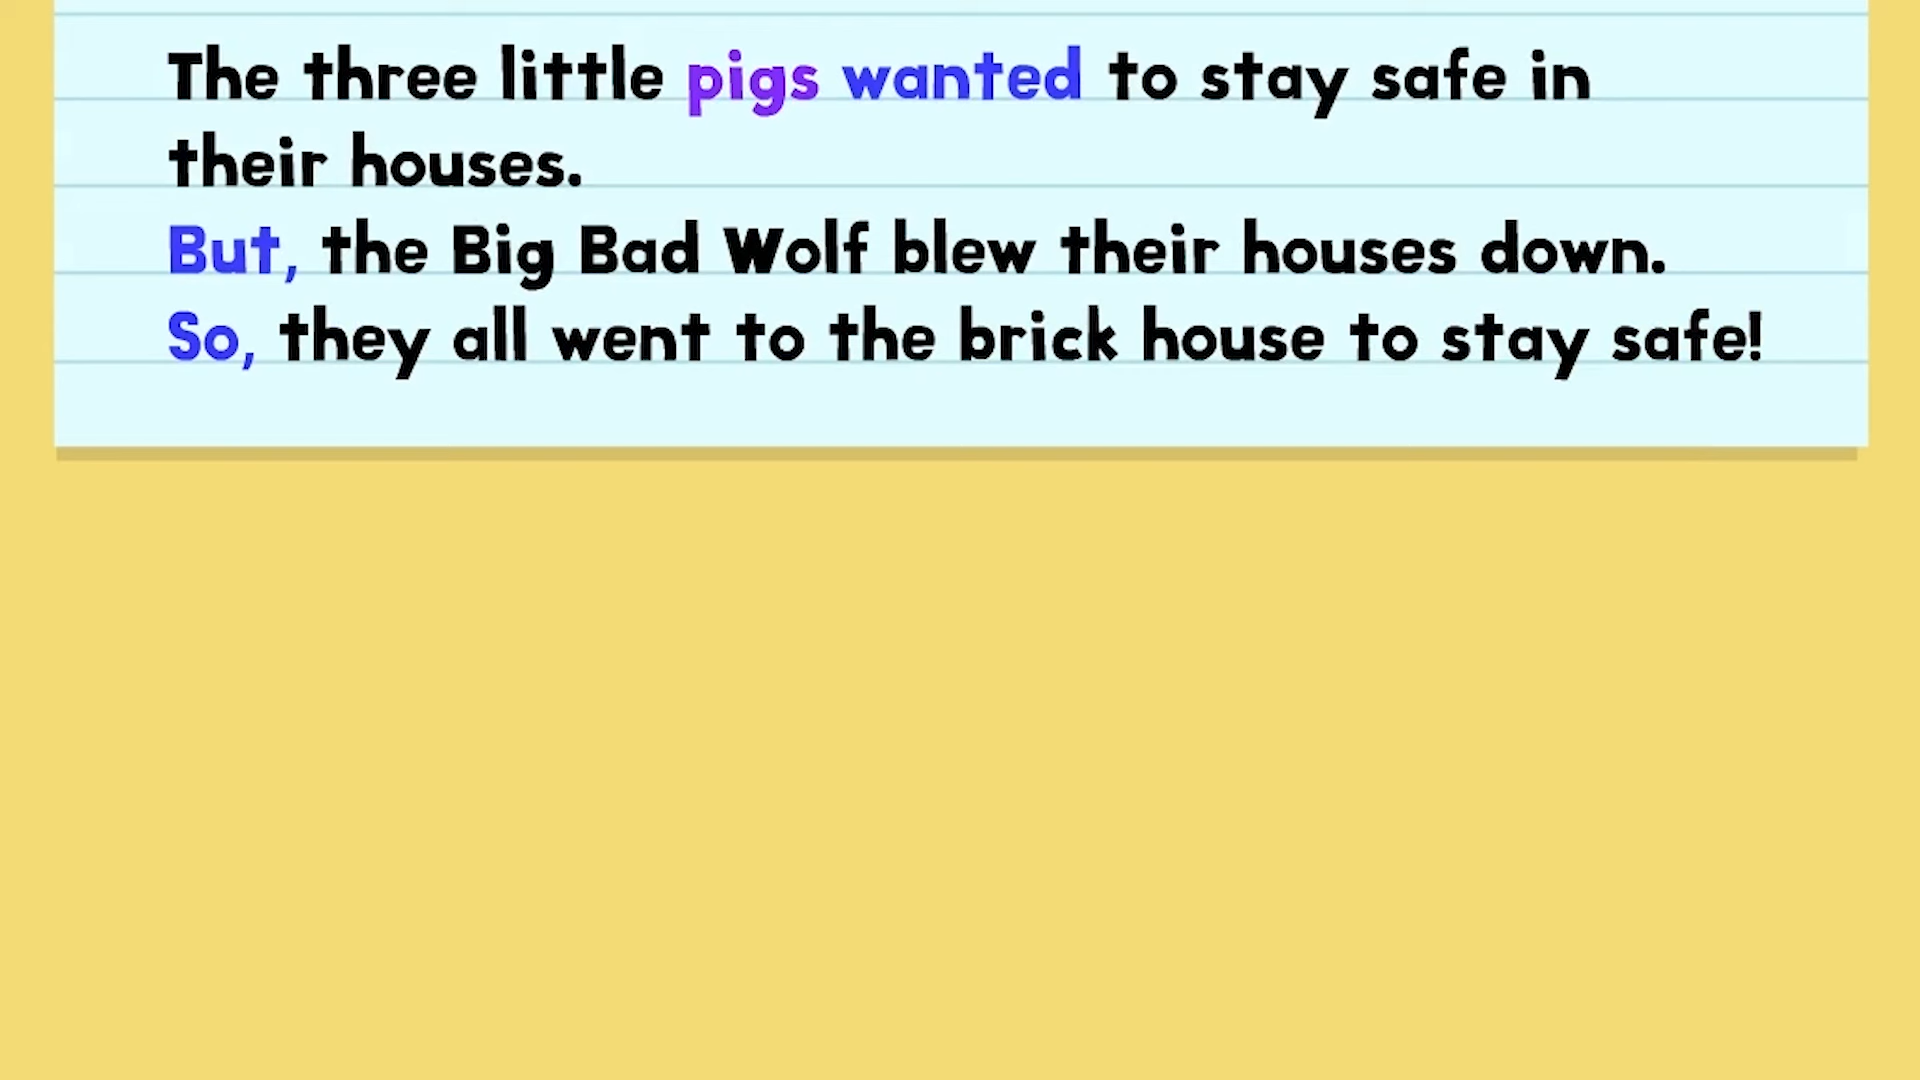 The three little pigs wanted to stay safe in
their houses.
But, the Big Bad Wolf blew their houses down.
So, they all went to the brick house to stay safe!